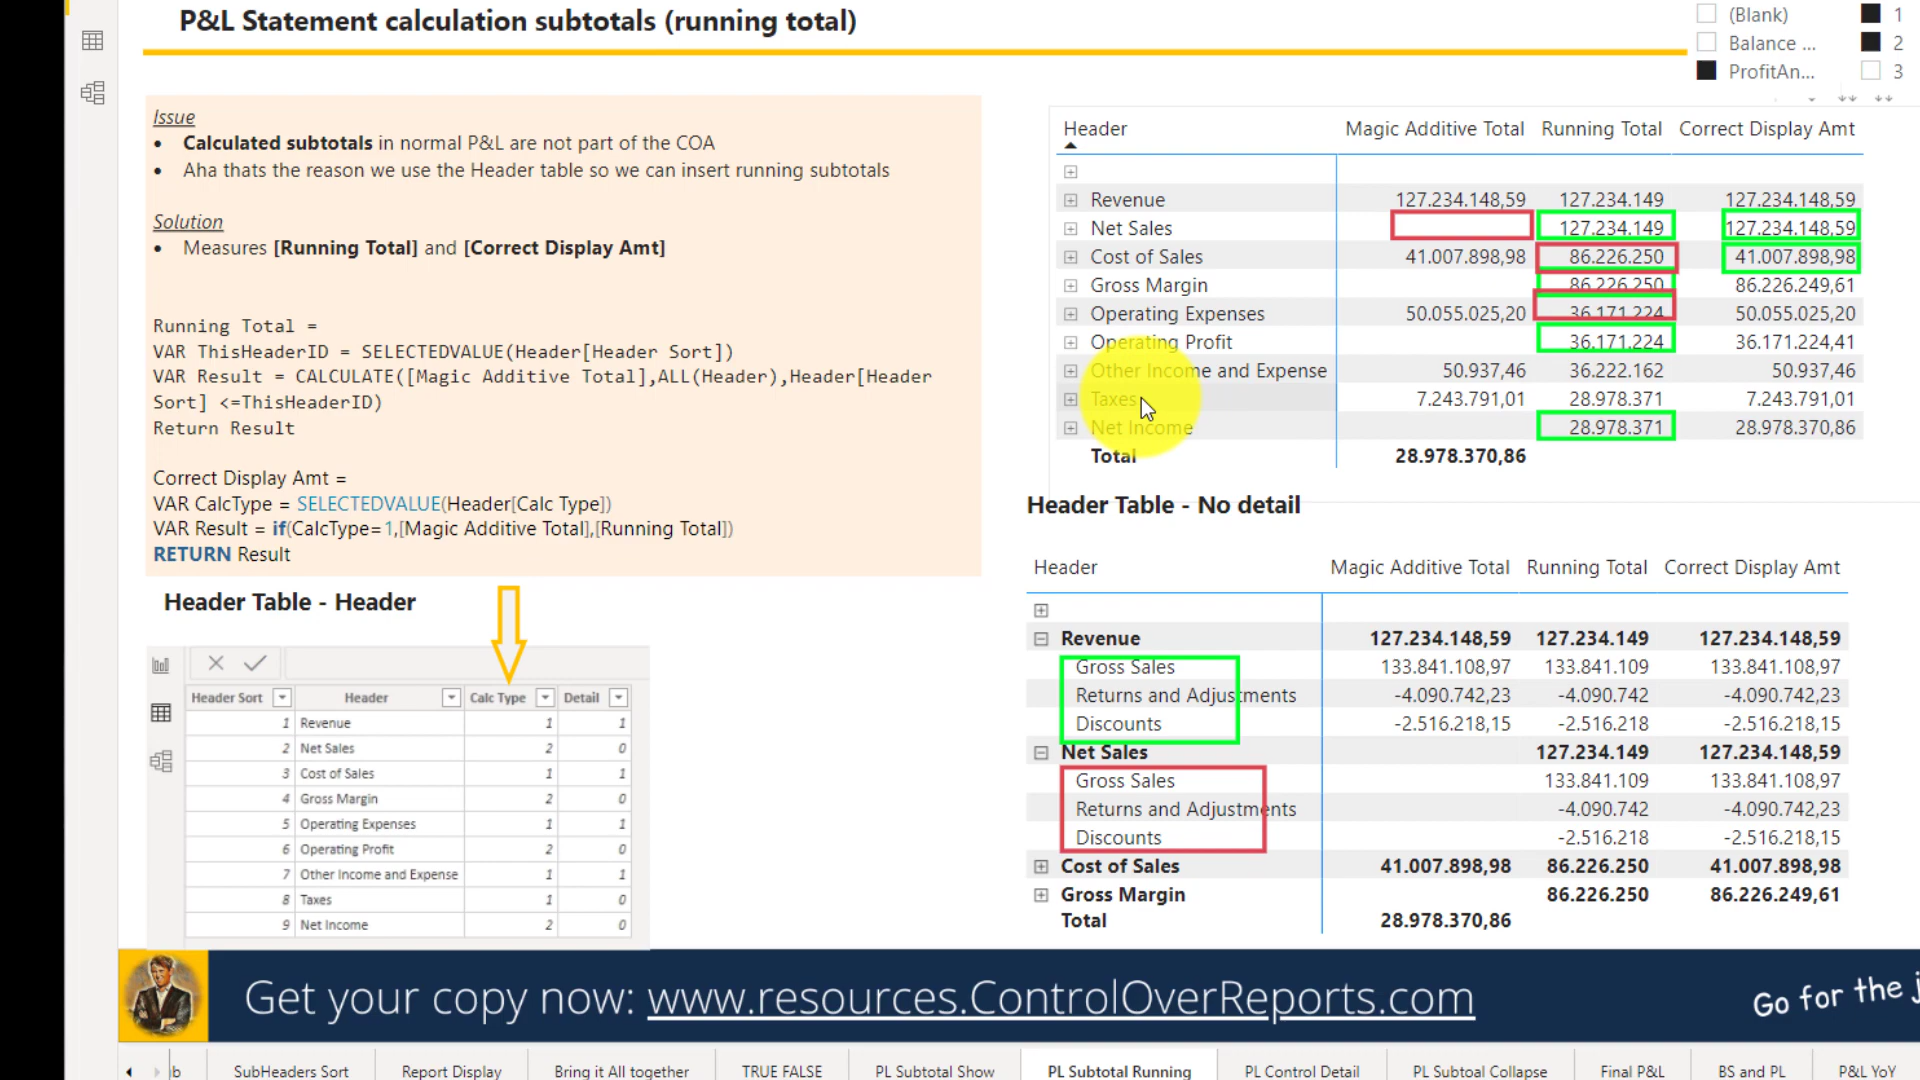 P&L Statement calculation subtotals (running total)
(Blank)
Balance ...
ProfitAn...
1
2
3
Issue
• Calculated subtotals in normal P&L are not part of the COA
• Aha thats the reason we use the Header table so we can insert running subtotals
Solution
• Measures [Running Total] and [Correct Display Amt]
Running Total =
VAR ThisHeaderID = SELECTEDVALUE(Header[Header Sort])
VAR Result = CALCULATE([Magic Additive Total],ALL(Header),Header[Header
Sort] <=ThisHeaderID)
Return Result
Correct Display Amt =
VAR CalcType = SELECTEDVALUE(Header[Calc Type])
VAR Result = if(CalcType=1,[Magic Additive Total],[Running Total])
RETURN Result
Header Table - Header
Header Sort Header Calc Type Detail
1 Revenue 1 1
2 Net Sales 2 0
3 Cost of Sales 1 1
4 Gross Margin 2 0
5 Operating Expenses 1 1
6 Operating Profit 2 0
7 Other Income and Expense 1 1
8 Taxes 1 0
9 Net Income 2 0
Header Magic Additive Total Running Total Correct Display Amt
Revenue 127.234.148,59 127.234.149 127.234.148,59
Net Sales 127.234.149 127.234.148,59
Cost of Sales 41.007.898,98 86.226.250 41.007.898,98
Gross Margin 86.226.250 86.226.249,61
Operating Expenses 50.055.025,20 36.171.224 50.055.025,20
Operating Profit 36.171.224 36.171.224,41
Other Income and Expense 50.937,46 36.222.162 50.937,46
Taxes 7.243.791,01 28.978.371 7.243.791,01
Net Income 28.978.371 28.978.370,86
Total 28.978.370,86
Header Table - No detail
Header Magic Additive Total Running Total Correct Display Amt
Revenue 127.234.148,59 127.234.149 127.234.148,59
Gross Sales 133.841.108,97 133.841.109 133.841.108,97
Returns and Adjustments -4.090.742,23 -4.090.742 -4.090.742,23
Discounts -2.516.218,15 -2.516.218 -2.516.218,15
Net Sales 127.234.149 127.234.148,59
Gross Sales 133.841.109 133.841.108,97
Returns and Adjustments -4.090.742 -4.090.742,23
Discounts -2.516.218 -2.516.218,15
Cost of Sales 41.007.898,98 86.226.250 41.007.898,98
Gross Margin 86.226.250 86.226.249,61
Total 28.978.370,86
Get your copy now: www.resources.ControlOverReports.com
Go for the j
b SubHeaders Sort Report Display Bring it All together TRUE FALSE PL Subtotal Show PL Subtotal Running PL Control Detail PL Subtoal Collapse Final P&L BS and PL P&L YoY